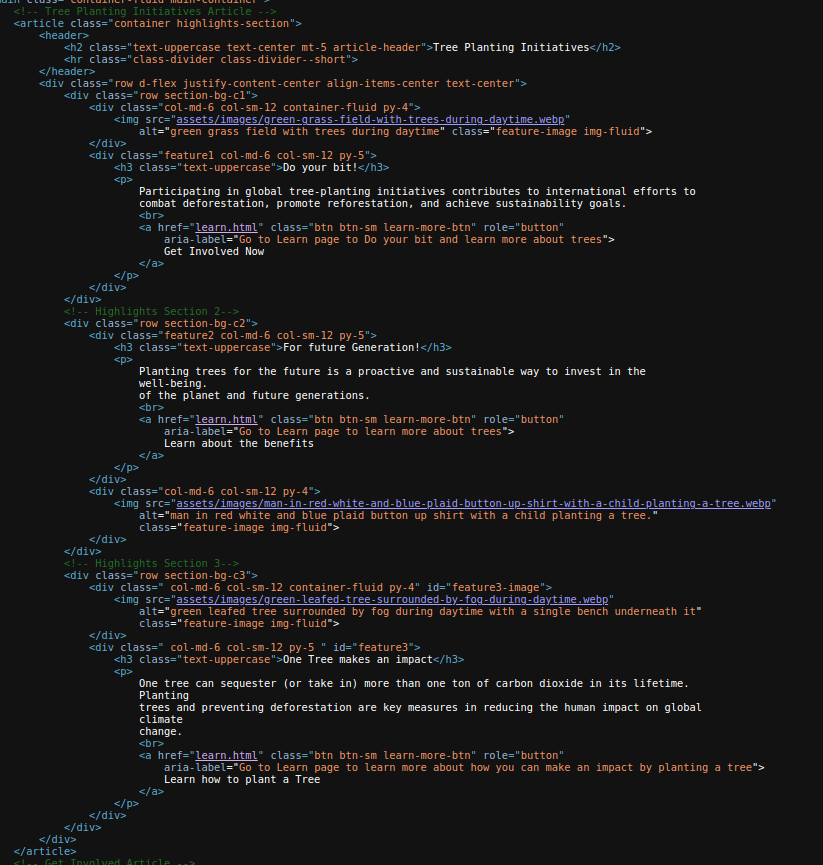 ain class="container-fluid main-container">
<!-- Tree Planting Initiatives Article -->
<article class="container highlights-section">
<header>
<h2 class="text-uppercase text-center mt-5 article-header">Tree Planting Initiatives</h2>
<hr class="class-divider class-divider--short">
</header>
<div class="row d-flex justify-content-center align-items-center text-center">
<div class="row section-bg-c1">
<div class="col-md-6 col-sm-12 container-fluid py-4">
<img src="assets/images/green-grass-field-with-trees-during-daytime.webp"
alt="green grass field with trees during daytime" class="feature-image img-fluid">
</div>
<div class="feature1 col-md-6 col-sm-12 py-5">
<h3 class="text-uppercase">Do your bit!</h3>
<p>
Participating in global tree-planting initiatives contributes to international efforts to
combat deforestation, promote reforestation, and achieve sustainability goals.
<br>
<a href="learn.html" class="btn btn-sm learn-more-btn" role="button"
aria-label="Go to Learn page to Do your bit and learn more about trees">
Get Involved Now
</a>
</p>
</div>
</div>
<!-- Highlights Section 2-->
<div class="row section-bg-c2">
<div class="feature2 col-md-6 col-sm-12 py-5">
<h3 class="text-uppercase">For future Generation!</h3>
<p>
Planting trees for the future is a proactive and sustainable way to invest in the
well-being.
of the planet and future generations.
<br>
<a href="learn.html" class="btn btn-sm learn-more-btn" role="button"
aria-label="Go to Learn page to learn more about trees">
Learn about the benefits
</a>
</p>
</div>
<div class="col-md-6 col-sm-12 py-4">
<img src="assets/images/man-in-red-white-and-blue-plaid-button-up-shirt-with-a-child-planting-a-tree.webp"
alt="man in red white and blue plaid button up shirt with a child planting a tree."
class="feature-image img-fluid">
</div>
</div>
<!-- Highlights Section 3-->
<div class="row section-bg-c3">
<div class=" col-md-6 col-sm-12 container-fluid py-4" id="feature3-image">
<img src="assets/images/green-leafed-tree-surrounded-by-fog-during-daytime.webp"
alt="green leafed tree surrounded by fog during daytime with a single bench underneath it"
class="feature-image img-fluid">
</div>
<div class=" col-md-6 col-sm-12 py-5 " id="feature3">
<h3 class="text-uppercase">One Tree makes an impact</h3>
<p>
One tree can sequester (or take in) more than one ton of carbon dioxide in its lifetime.
Planting
trees and preventing deforestation are key measures in reducing the human impact on global
climate
change.
<br>
<a href="learn.html" class="btn btn-sm learn-more-btn" role="button"
aria-label="Go to Learn page to learn more about how you can make an impact by planting a tree">
Learn how to plant a Tree
</a>
</p>
</div>
</div>
</div>
</article>
<!-- Get Involved Article -->